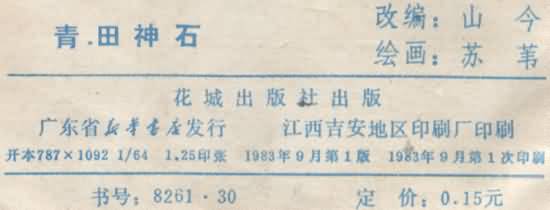 青.田神石
改编：山今
绘画：苏苇
花城出版社出版
广东省新华书店发行 江西吉安地区印刷厂印刷
开本787×1092 1/64 1.25印张 1983年9月第1版 1983年9月第1次印刷
书号：8261·30 定价：0.15元